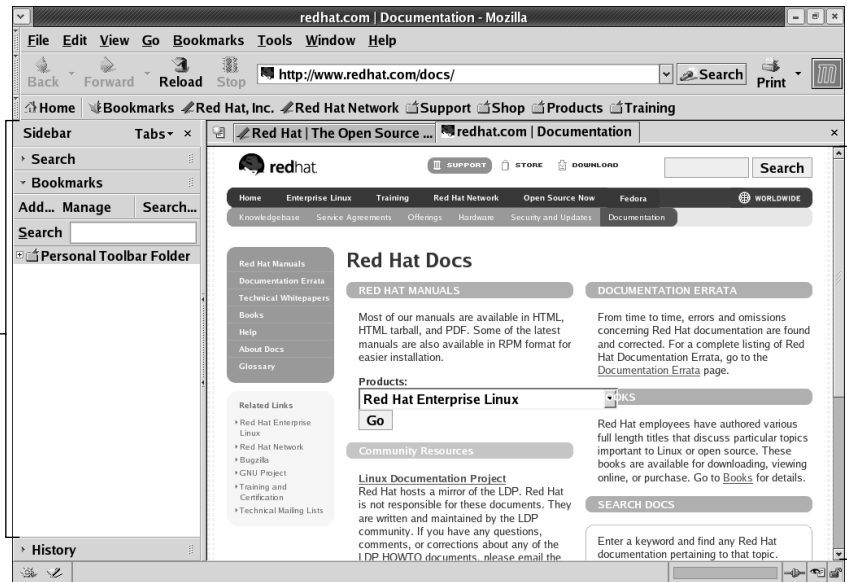 redhat.com | Documentation - Mozilla
File Edit View Go Bookmarks Tools Window Help
Back Forward Reload Stop http://www.redhat.com/docs/ Search Print
Home Bookmarks Red Hat, Inc. Red Hat Network Support Shop Products Training
Sidebar Tabs × Red Hat | The Open Source ... redhat.com | Documentation ×
Search
Bookmarks
Add... Manage Search...
Search
Personal Toolbar Folder
History
redhat. SUPPORT STORE DOWNLOAD Search
Home Enterprise Linux Training Red Hat Network Open Source Now Fedora WORLDWIDE
Knowledgebase Service Agreements Offerings Hardware Security and Updates Documentation
Red Hat Manuals
Documentation Errata
Technical Whitepapers
Books
Help
About Docs
Glossary
Related Links
Red Hat Enterprise
Linux
Red Hat Network
Bugzilla
GNU Project
Training and
Certification
Technical Mailing Lists
Red Hat Docs
RED HAT MANUALS
Most of our manuals are available in HTML,
HTML tarball, and PDF. Some of the latest
manuals are also available in RPM format for
easier installation.
Products:
Red Hat Enterprise Linux
Go
Community Resources
Linux Documentation Project
Red Hat hosts a mirror of the LDP. Red Hat
is not responsible for these documents. They
are written and maintained by the LDP
community. If you have any questions,
comments, or corrections about any of the
LDP HOWTO documents, please email the
DOCUMENTATION ERRATA
From time to time, errors and omissions
concerning Red Hat documentation are found
and corrected. For a complete listing of Red
Hat Documentation Errata, go to the
Documentation Errata page.
OKS
Red Hat employees have authored various
full length titles that discuss particular topics
important to Linux or open source. These
books are available for downloading, viewing
online, or purchase. Go to Books for details.
SEARCH DOCS
Enter a keyword and find any Red Hat
documentation pertaining to that topic.